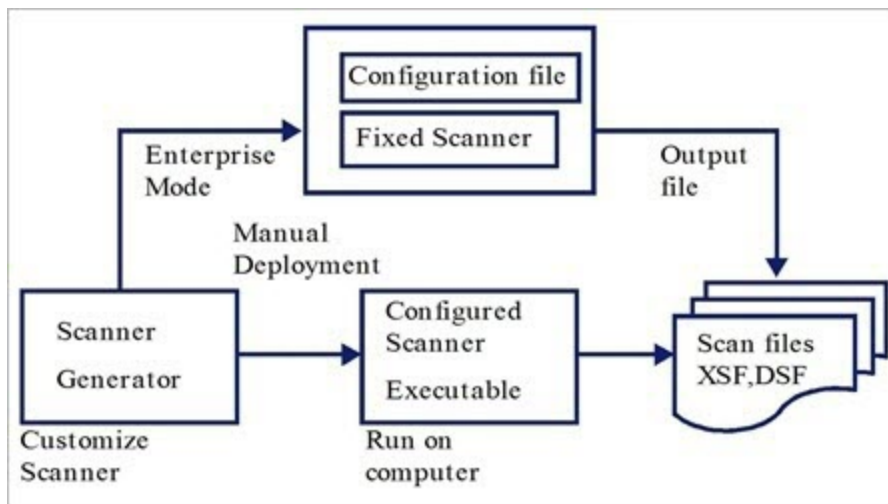 Configuration file
Fixed Scanner
Enterprise
Mode
Output
file
Manual
Deployment
Scanner
Generator
Configured
Scanner
Executable
Scan files
XSF,DSF
Customize
Scanner
Run on
computer